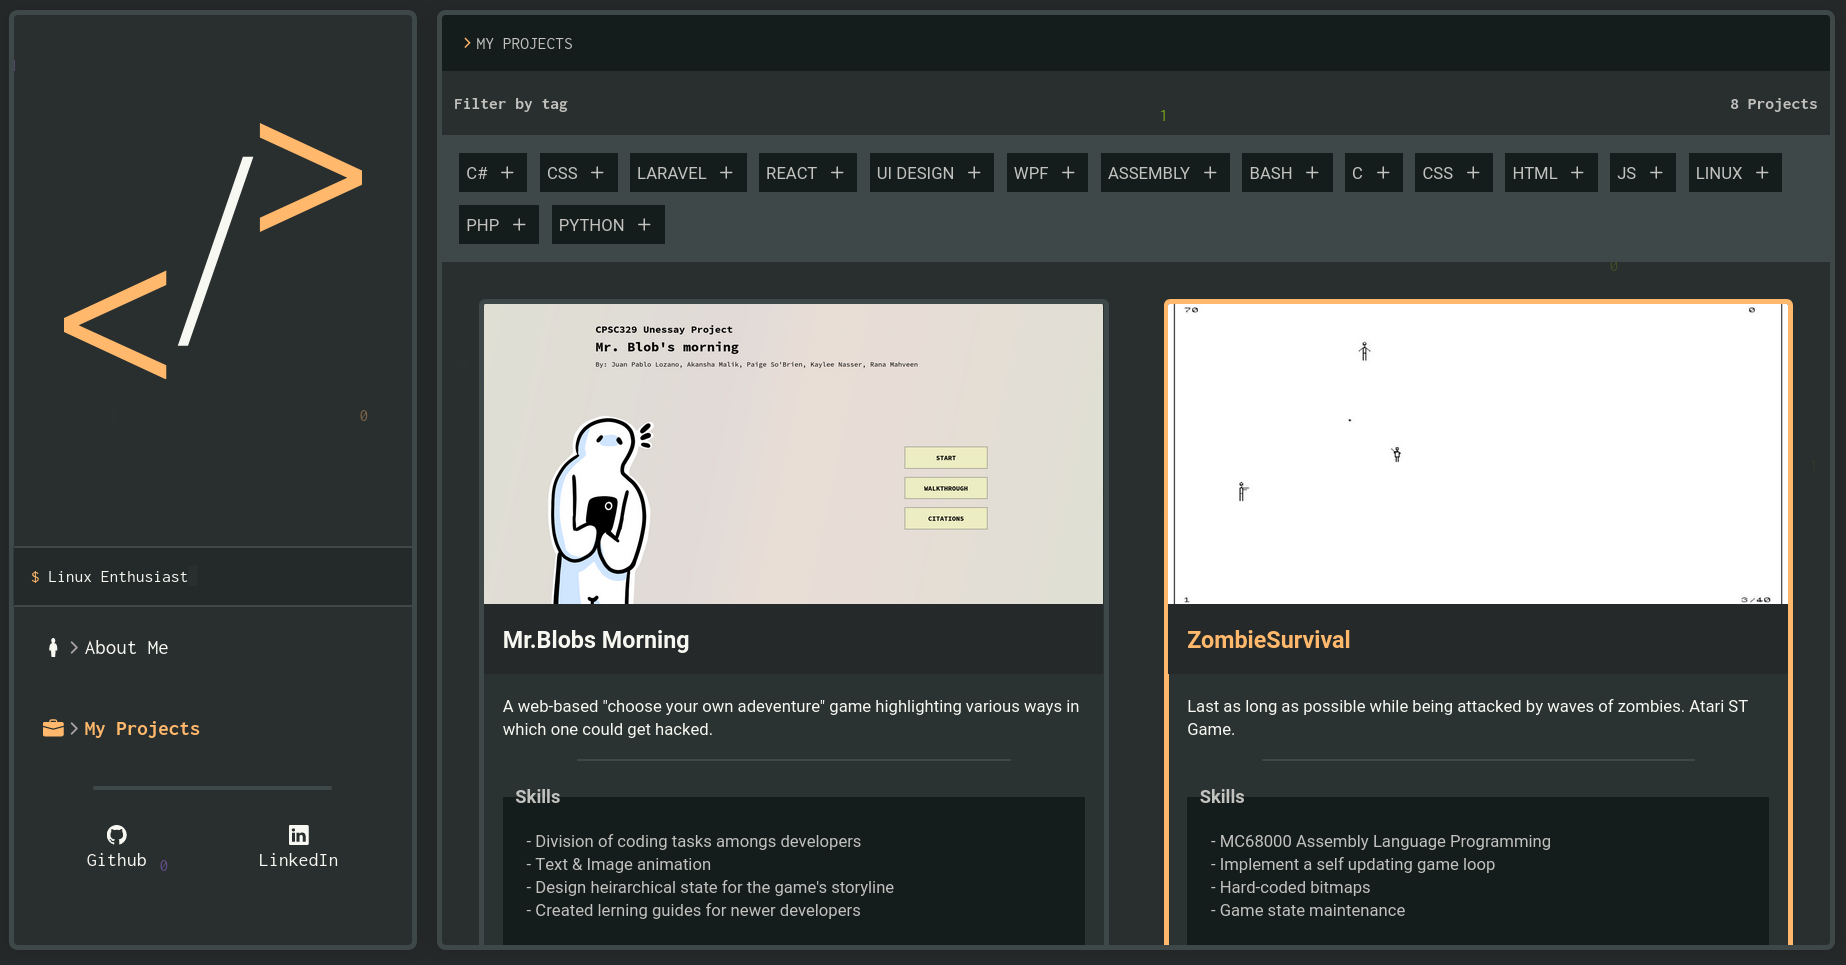 </>
$ Linux Enthusiast
About Me
My Projects
Github
LinkedIn
0
0
> MY PROJECTS
Filter by tag
1
8 Projects
C# +
CSS +
LARAVEL +
REACT +
UI DESIGN +
WPF +
ASSEMBLY +
BASH +
C +
CSS +
HTML +
JS +
LINUX +
PHP +
PYTHON +
0
CPSC329 Unessay Project
Mr. Blob's morning
By: Juan Pablo Lozano, Akansha Malik, Paige So'Brien, Kaylee Nasser, Rana Mahveen
START
WALKTHROUGH
CITATIONS
Mr.Blobs Morning
A web-based "choose your own adeventure" game highlighting various ways in
which one could get hacked.
Skills
- Division of coding tasks amongs developers
- Text & Image animation
- Design heirarchical state for the game's storyline
- Created lerning guides for newer developers
70
0
1
3/40
ZombieSurvival
Last as long as possible while being attacked by waves of zombies. Atari ST
Game.
Skills
- MC68000 Assembly Language Programming
- Implement a self updating game loop
- Hard-coded bitmaps
- Game state maintenance